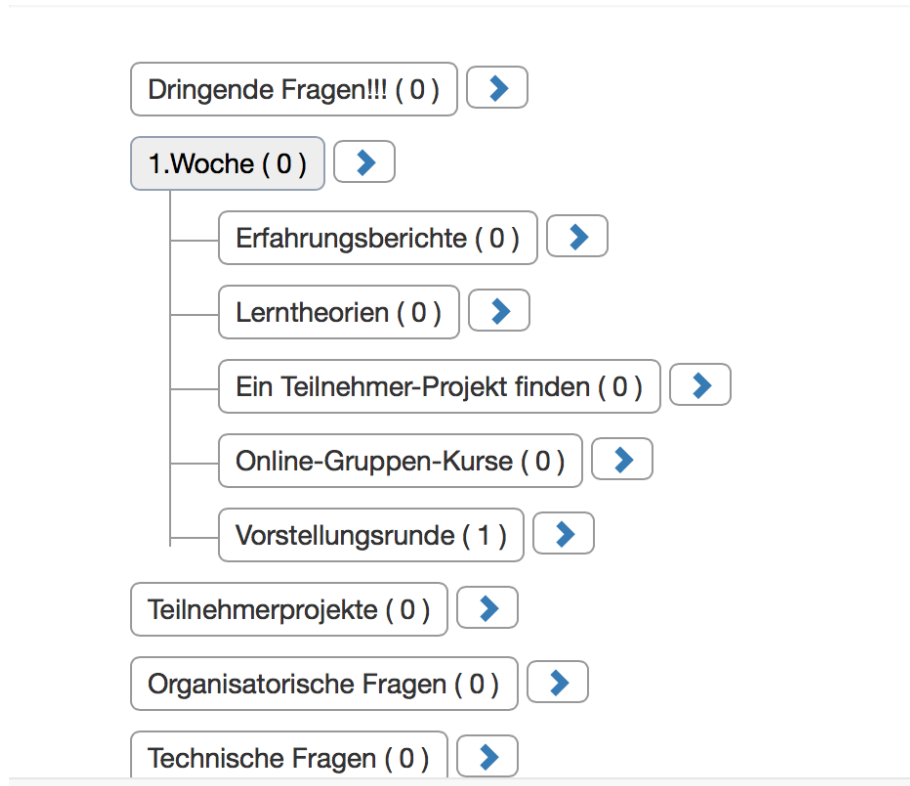 Dringende Fragen!!! ( 0 )
1.Woche ( 0 )
Erfahrungsberichte ( 0 )
Lerntheorien ( 0 )
Ein Teilnehmer-Projekt finden ( 0 )
Online-Gruppen-Kurse ( 0 )
Vorstellungsrunde ( 1 )
Teilnehmerprojekte ( 0 )
Organisatorische Fragen ( 0 )
Technische Fragen ( 0 )